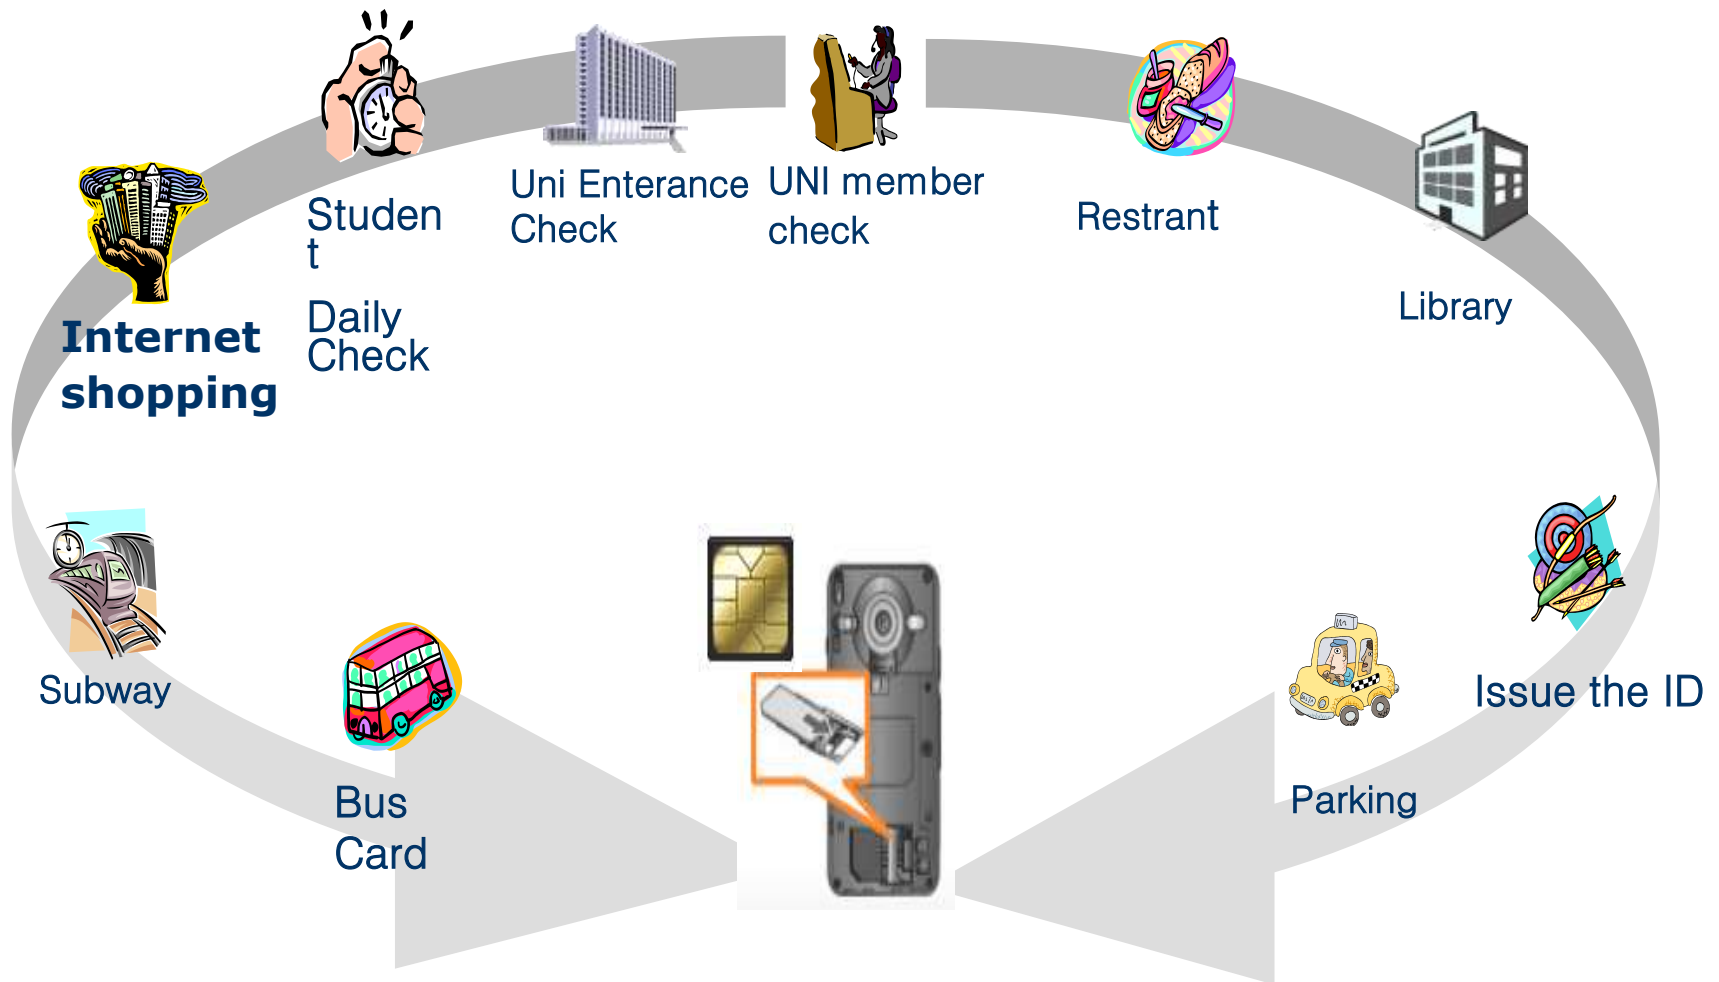 Uni Enterance
Check
UNI member
check
Studen
t
Daily
Check
Restrant
Library
Internet
shopping
Subway
Issue the ID
Bus
Card
Parking